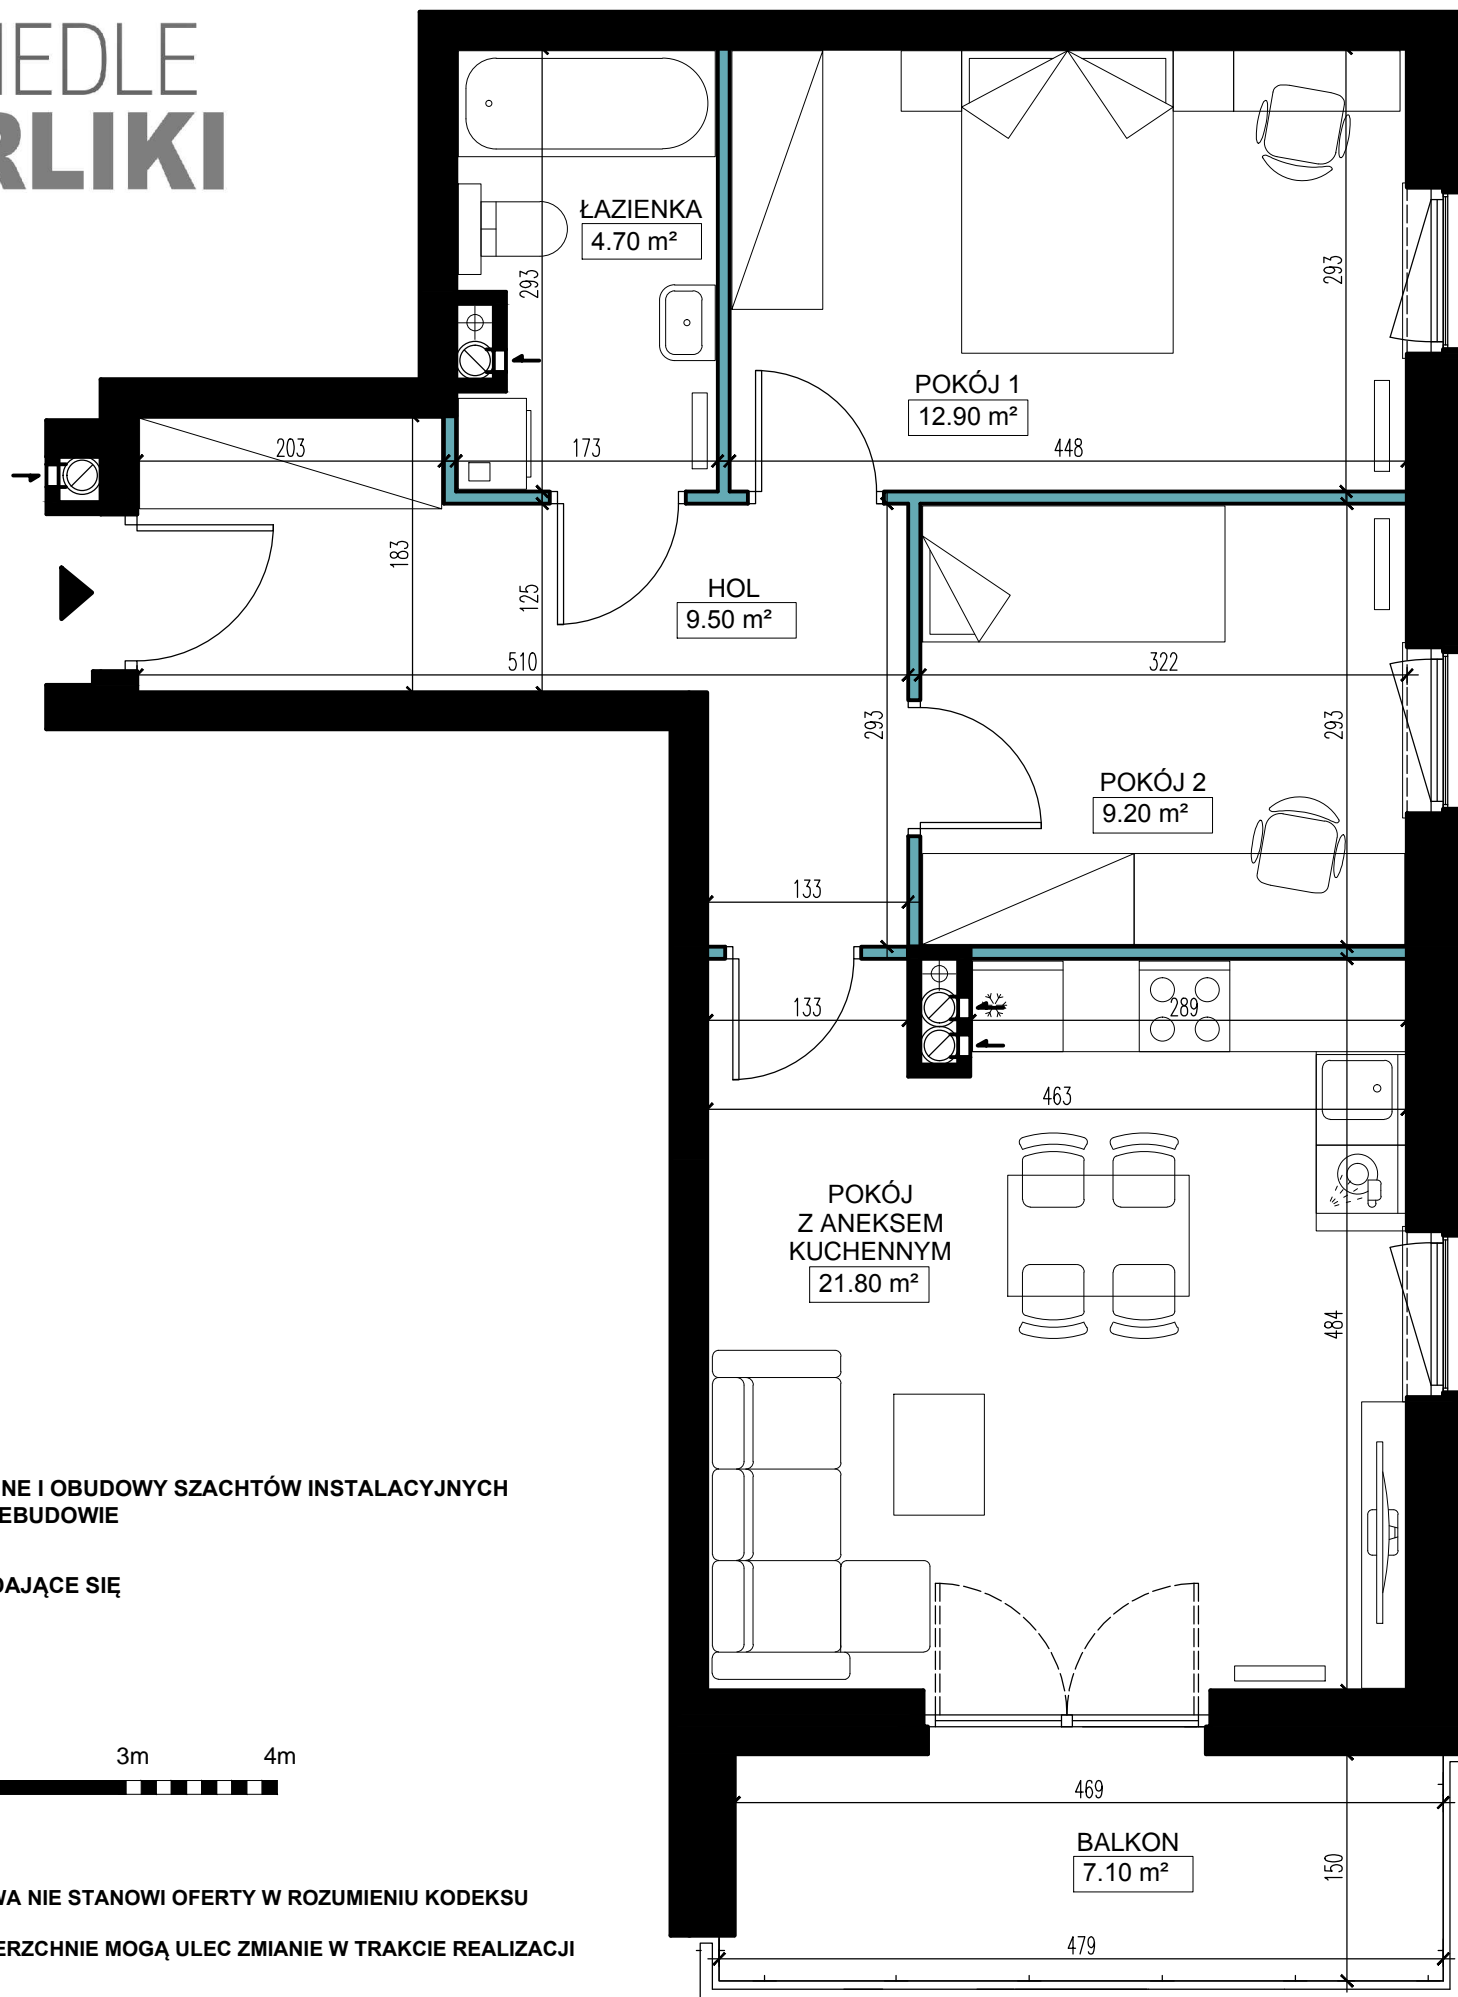 IEDLE
RLIKI
ŁAZIENKA
4.70 m²
293
293
POKÓJ 1
12.90 m²
203
173
448
183
125
HOL
9.50 m²
510
322
293
293
POKÓJ 2
9.20 m²
133
133
289
463
POKÓJ
Z ANEKSEM
KUCHENNYM
21.80 m²
484
NE I OBUDOWY SZACHTÓW INSTALACYJNYCH
EBUDOWIE
DAJĄCE SIĘ
3m 4m
469
BALKON
7.10 m²
150
479
WA NIE STANOWI OFERTY W ROZUMIENIU KODEKSU
ERZCHNIE MOGĄ ULEC ZMIANIE W TRAKCIE REALIZACJI